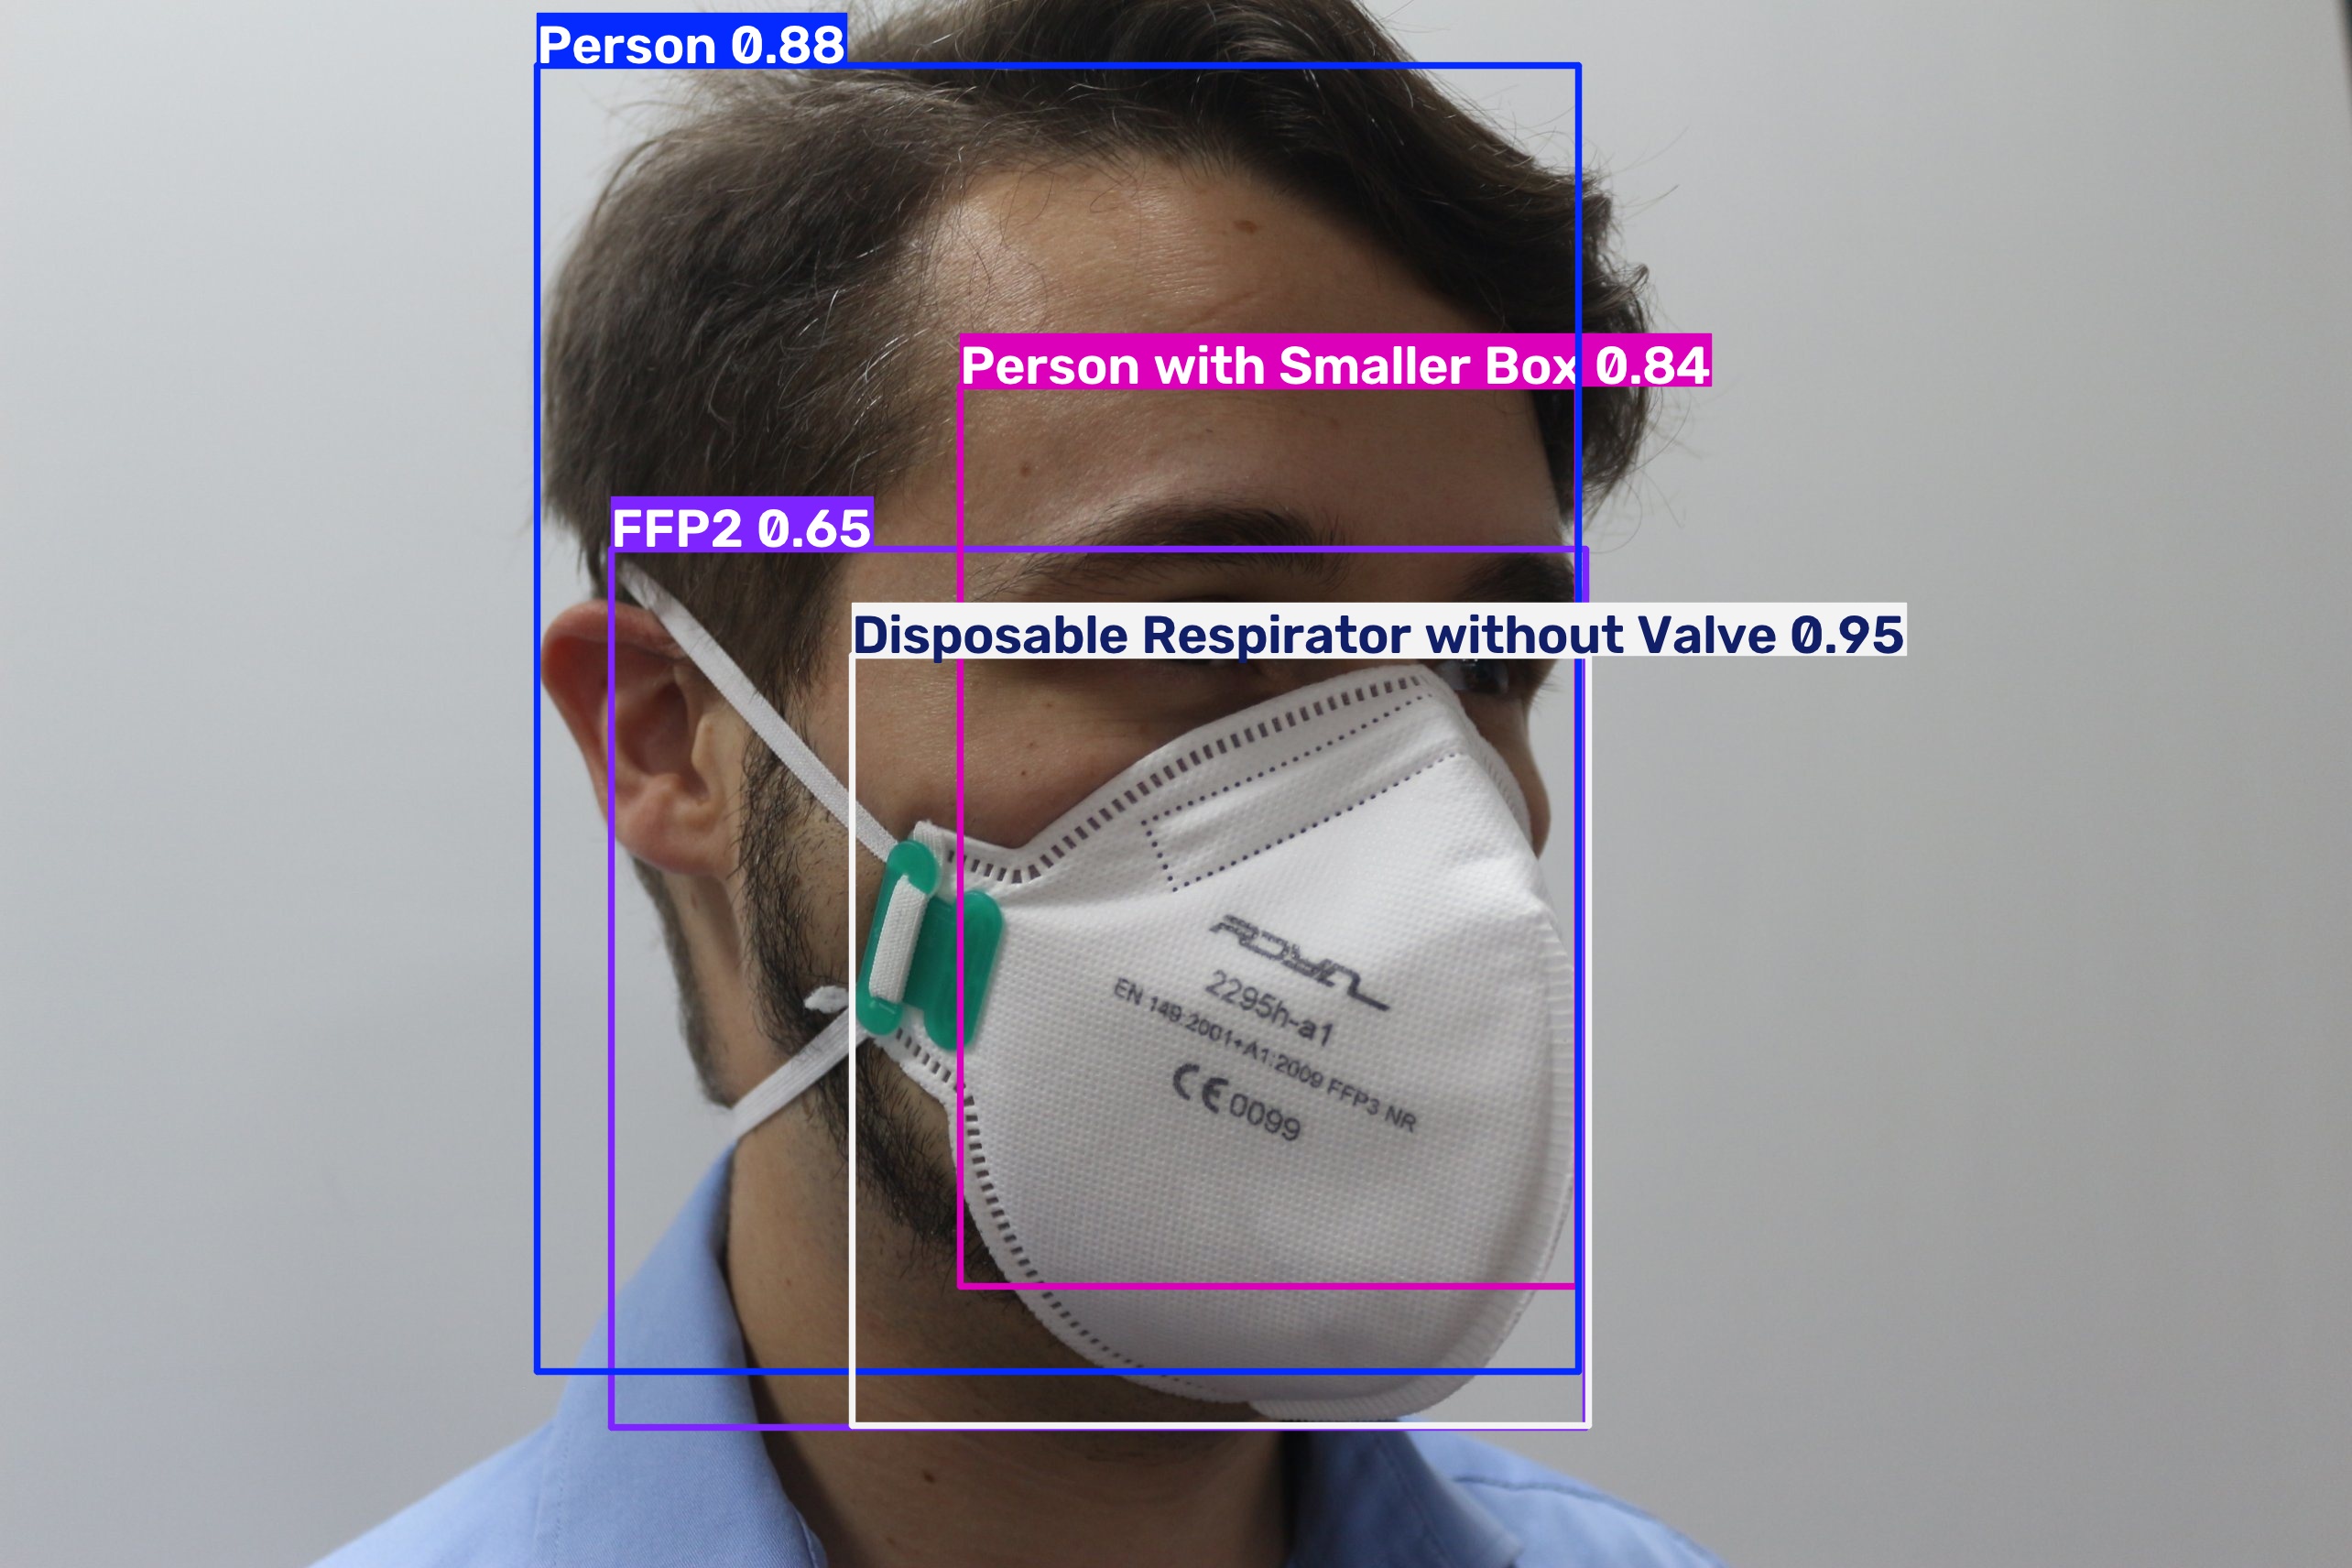 Person 0.88
Person with Smaller Box 0.84
FFP2 0.65
Disposable Respirator without Valve 0.95
2295h-a1
EN 149:2001+A1:2009 FFP3 NR
CE 0099